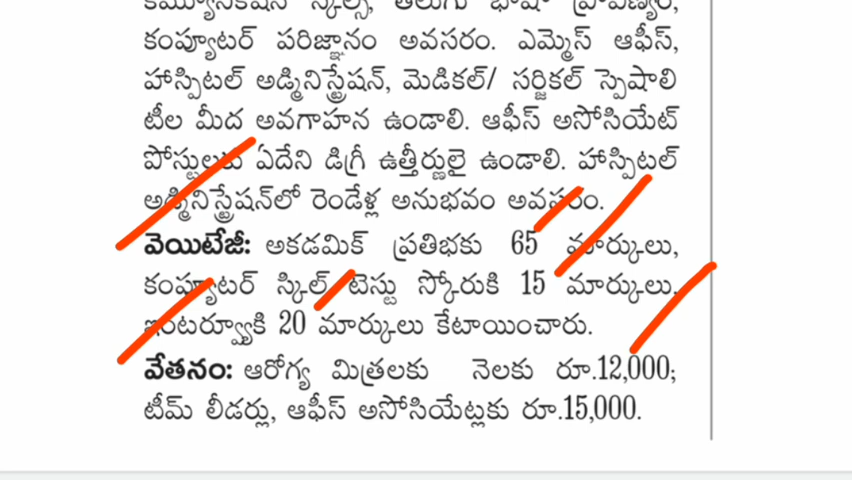 కమ్యూనికేషన్ స్కిల్స్, తెలుగు భాషా ప్రావీణ్యం,
కంప్యూటర్ పరిజ్ఞానం అవసరం. ఎమ్మెస్ ఆఫీస్,
హాస్పిటల్ అడ్మినిస్ట్రేషన్, మెడికల్/ సర్జికల్ స్పెషాలి
టీల మీద అవగాహన ఉండాలి. ఆఫీస్ అసోసియేట్
పోస్టులకు ఏదేని డిగ్రీ ఉత్తీర్ణులై ఉండాలి. హాస్పిటల్
అడ్మినిస్ట్రేషన్‌లో రెండేళ్ల అనుభవం అవసరం.
వెయిటేజీ: అకడమిక్ ప్రతిభకు 65 మార్కులు,
కంప్యూటర్ స్కిల్ టెస్టు స్కోరుకి 15 మార్కులు,
ఇంటర్వ్యూకి 20 మార్కులు కేటాయించారు.
వేతనం: ఆరోగ్య మిత్రలకు నెలకు రూ.12,000;
టీమ్ లీడర్లు, ఆఫీస్ అసోసియేట్లకు రూ.15,000.